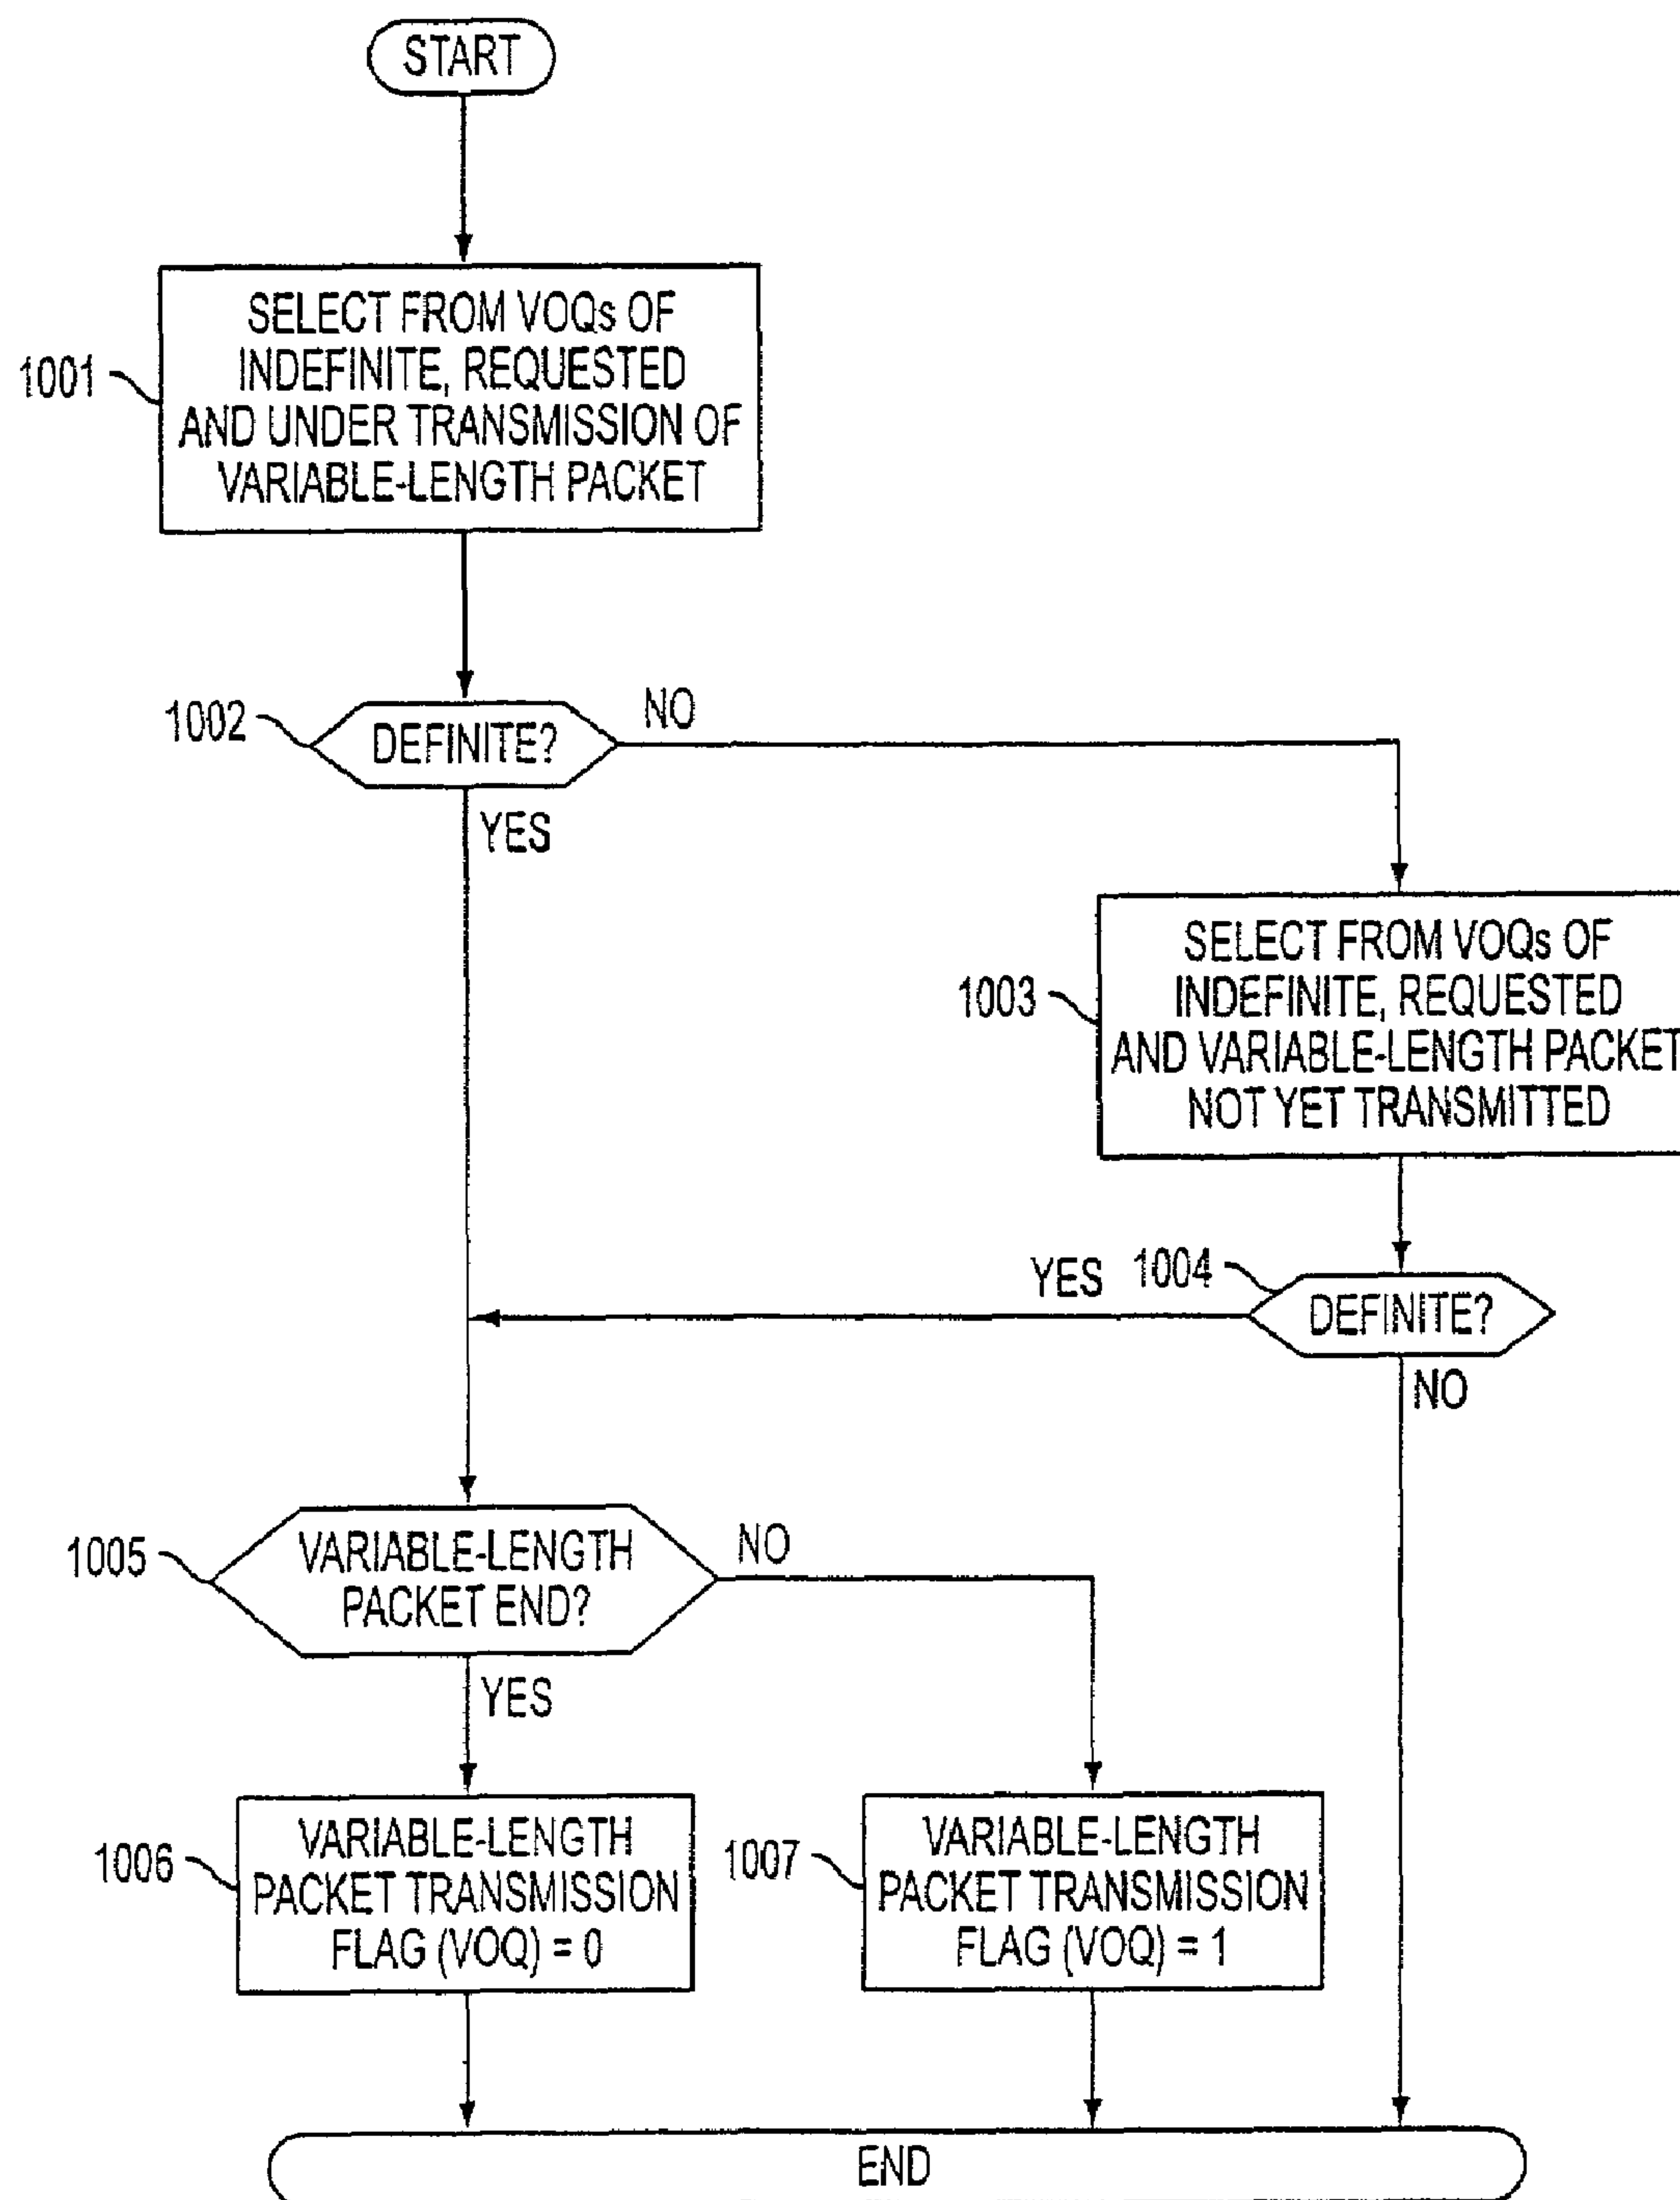 START
1001
SELECT FROM VOQs OF
INDEFINITE, REQUESTED
AND UNDER TRANSMISSION OF
VARIABLE-LENGTH PACKET
1002
DEFINITE?
NO
YES
1003
SELECT FROM VOQs OF
INDEFINITE, REQUESTED
AND VARIABLE-LENGTH PACKET
NOT YET TRANSMITTED
YES
1004
DEFINITE?
NO
1005
VARIABLE-LENGTH
PACKET END?
NO
YES
1006
VARIABLE-LENGTH
PACKET TRANSMISSION
FLAG (VOQ) = 0
1007
VARIABLE-LENGTH
PACKET TRANSMISSION
FLAG (VOQ) = 1
END